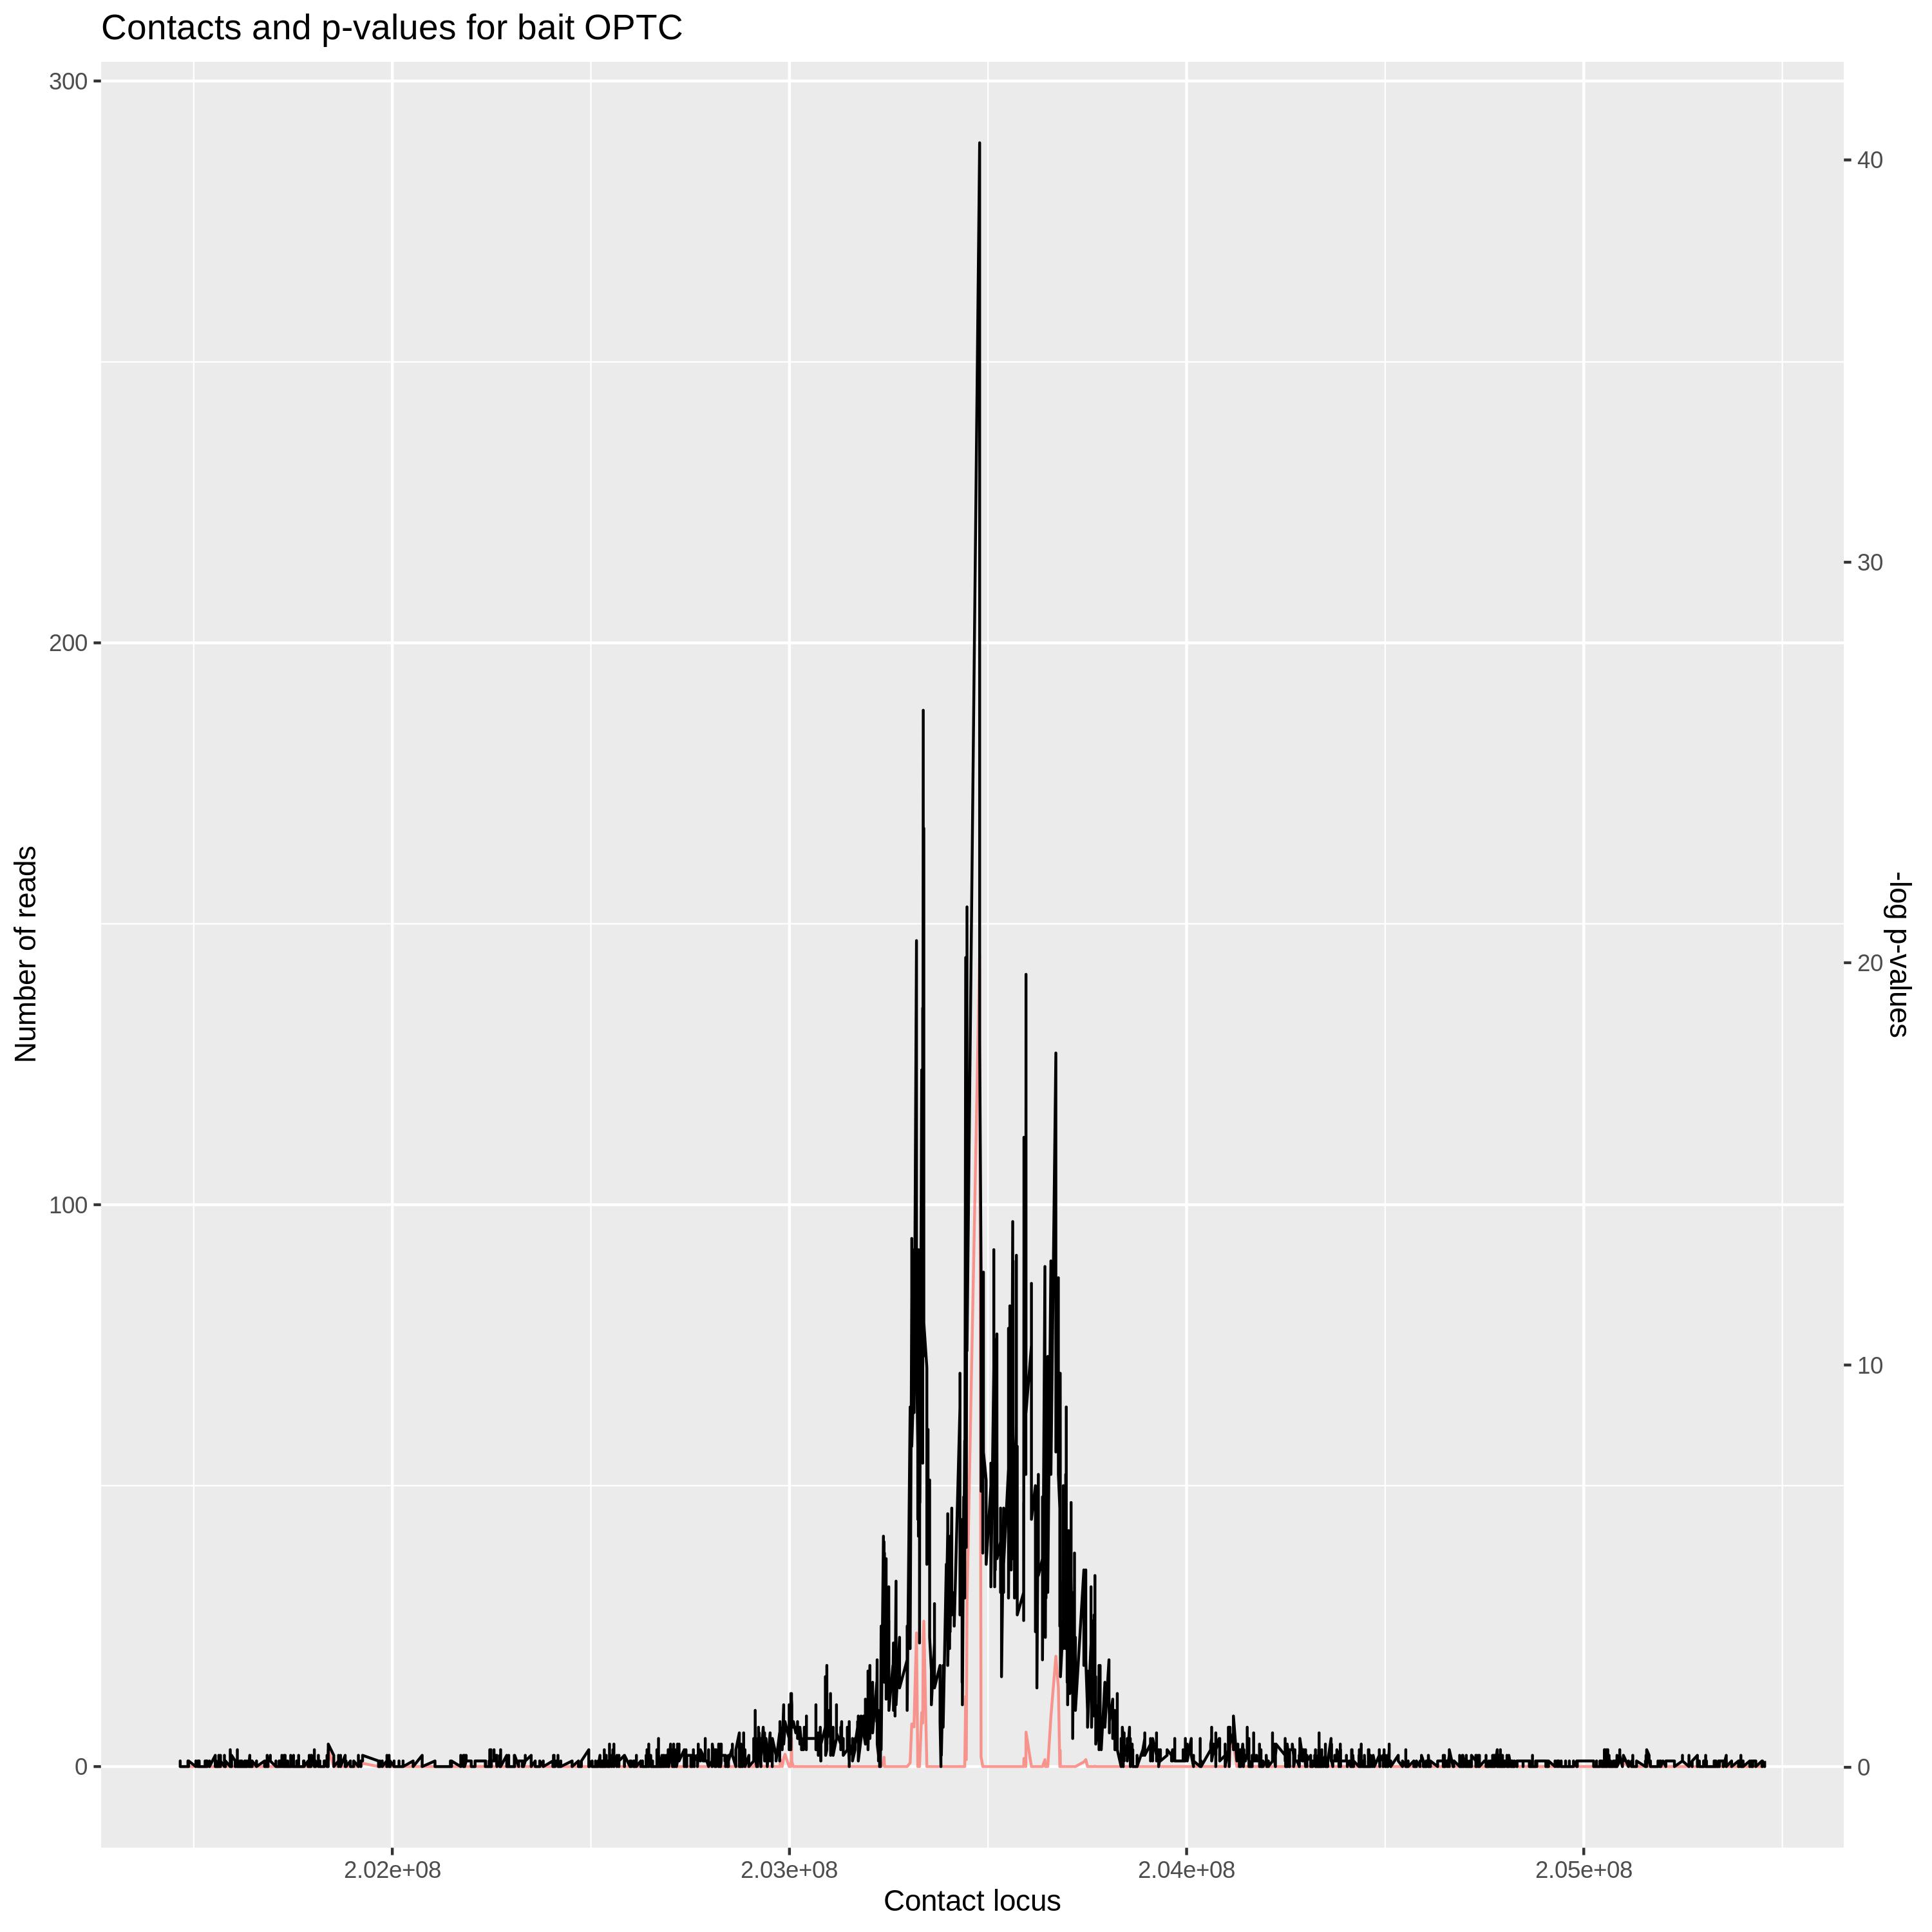 Contacts and p-values for bait OPTC
300
200
100
0
Number of reads
40
30
20
10
0
-log p-values
2.02e+08
2.03e+08
2.04e+08
2.05e+08
Contact locus